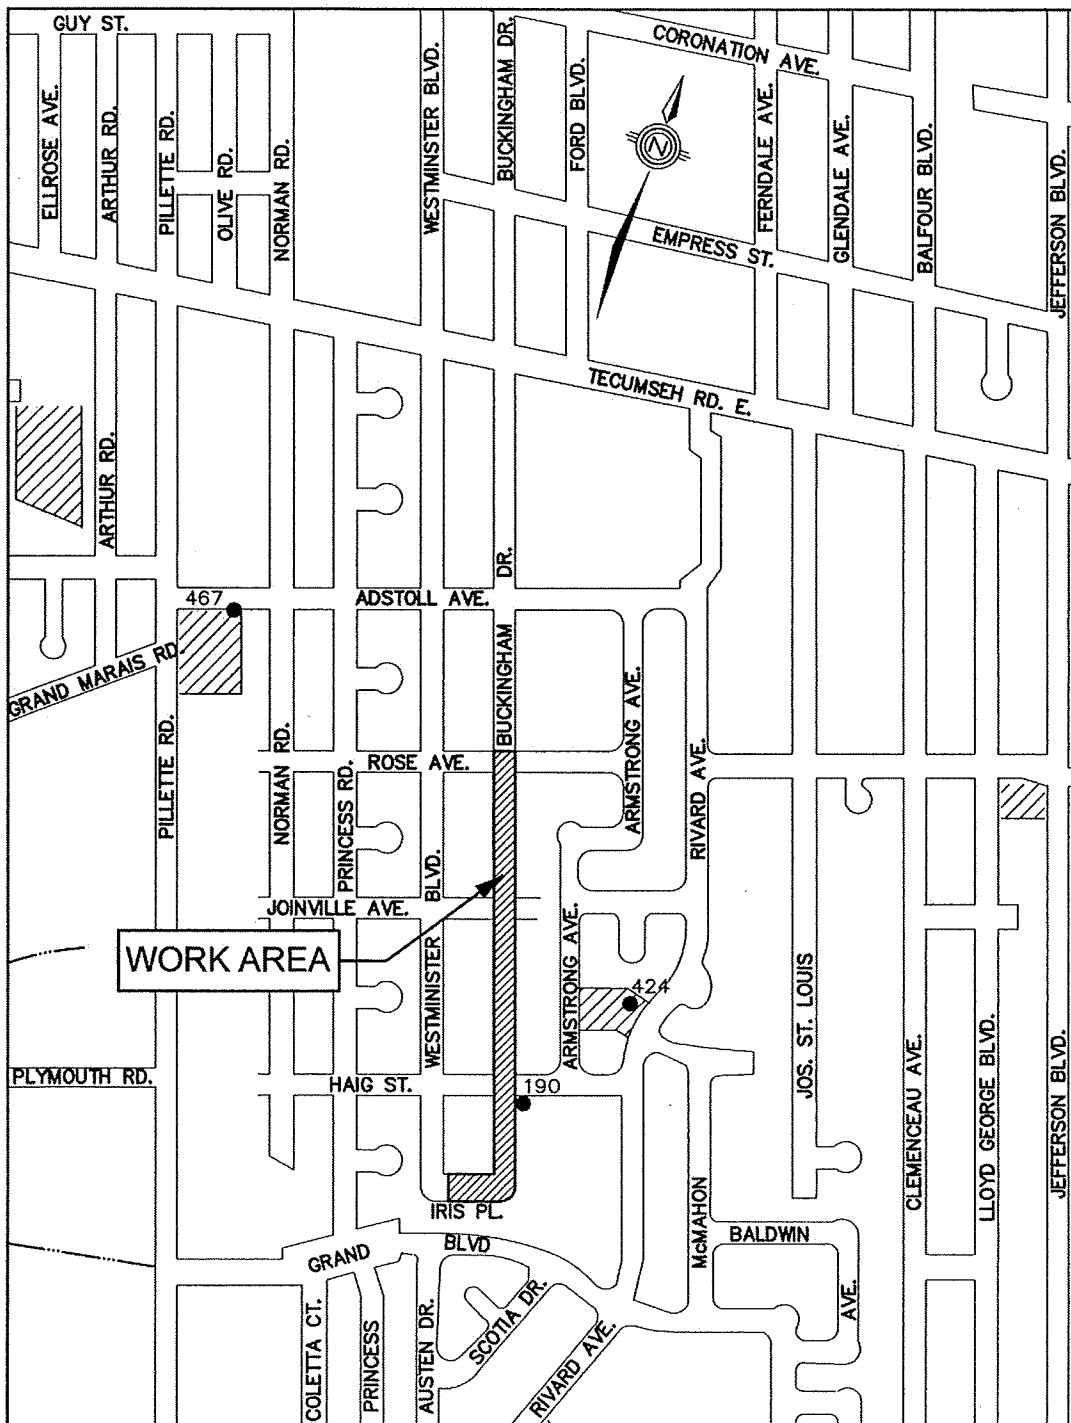 GUY ST.
CORONATION AVE.
ELLROSE AVE.
ARTHUR RD.
PILLETTE RD.
OLIVE RD.
NORMAN RD.
WESTMINSTER BLVD.
BUCKINGHAM DR.
FORD BLVD.
N
FERNDALE AVE.
GLENDALE AVE.
BALFOUR BLVD.
JEFFERSON BLVD.
EMPRESS ST.
TECUMSEH RD. E.
ARTHUR RD.
DR.
467
ADSTOLL AVE.
BUCKINGHAM
GRAND MARAIS RD.
ARMSTRONG AVE.
PILLETTE RD.
NORMAN RD.
ROSE AVE.
PRINCESS RD.
RIVARD AVE.
BLVD.
JOINVILLE AVE.
WORK AREA
WESTMINISTER
ARMSTRONG AVE.
424
JOS. ST. LOUIS
CLEMENCEAU AVE.
LLOYD GEORGE BLVD.
JEFFERSON BLVD.
PLYMOUTH RD.
HAIG ST.
190
IRIS PL.
McMAHON
BALDWIN
AVE.
GRAND
BLVD
COLETTA CT.
PRINCESS
AUSTEN DR.
SCOTIA DR.
RIVARD AVE.